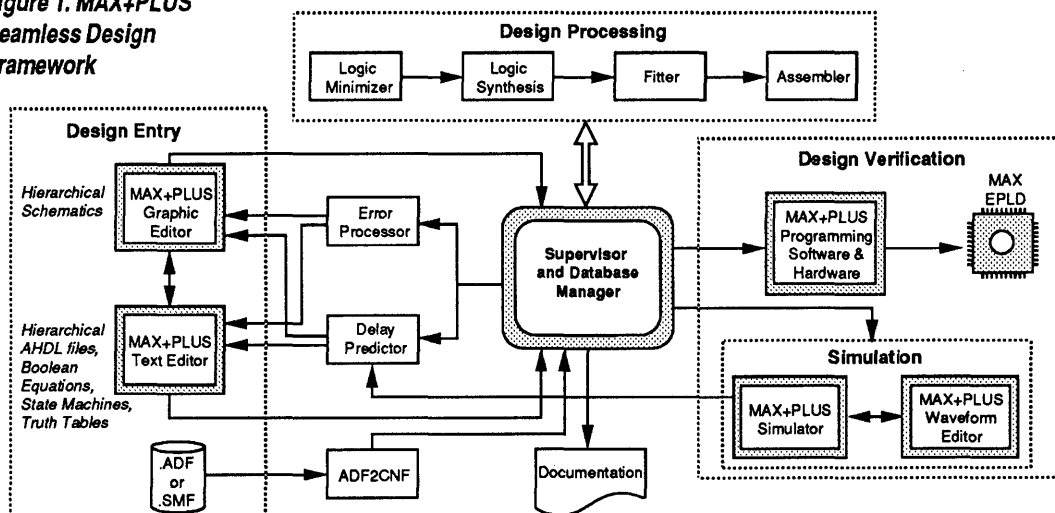 Figure 1. MAX+PLUS
Seamless Design
Framework
Design Processing
Logic
Minimizer
Logic
Synthesis
Fitter
Assembler
Design Entry
Hierarchical
Schematics
MAX+PLUS
Graphic
Editor
Error
Processor
Supervisor
and Database
Manager
Design Verification
MAX+PLUS
Programming
Software &
Hardware
MAX
EPLD
Hierarchical
AHDL files,
Boolean
Equations,
State Machines,
Truth Tables
MAX+PLUS
Text Editor
Delay
Predictor
Simulation
MAX+PLUS
Simulator
MAX+PLUS
Waveform
Editor
.ADF
or
.SMF
ADF2CNF
Documentation